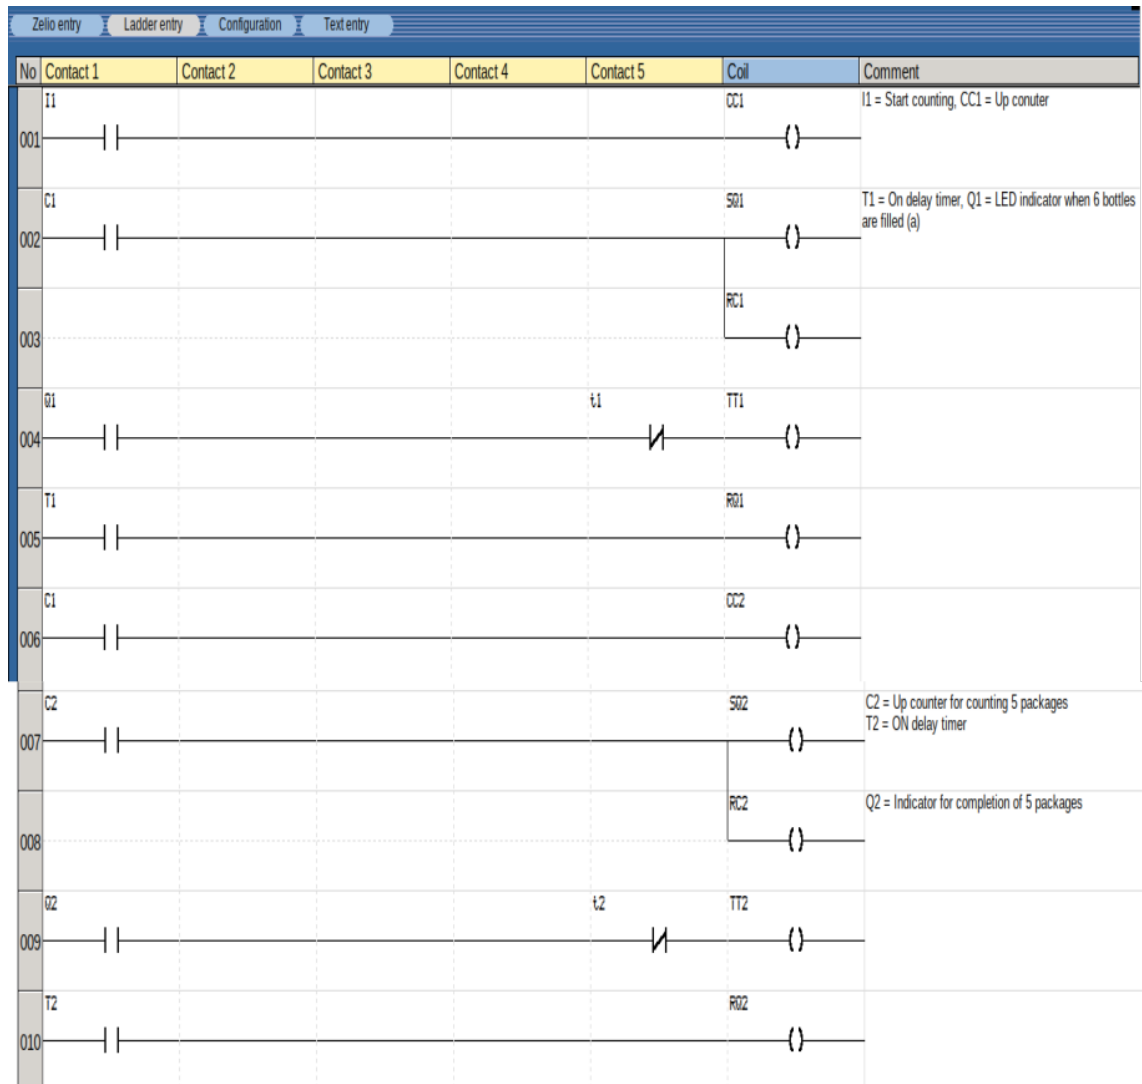 Zelio entry Ladder entry Configuration Text entry
No Contact 1 Contact 2 Contact 3 Contact 4 Contact 5 Coil Comment
I1 CC1 I1 = Start counting, CC1 = Up conuter
001
C1 SQ1 T1 = On delay timer, Q1 = LED indicator when 6 bottles
are filled (a)
002
RC1
003
Q1 t1 TT1
004
T1 RQ1
005
C1 CC2
006
C2 SQ2 C2 = Up counter for counting 5 packages
T2 = ON delay timer
007
RC2 Q2 = Indicator for completion of 5 packages
008
Q2 t2 TT2
009
T2 RQ2
010